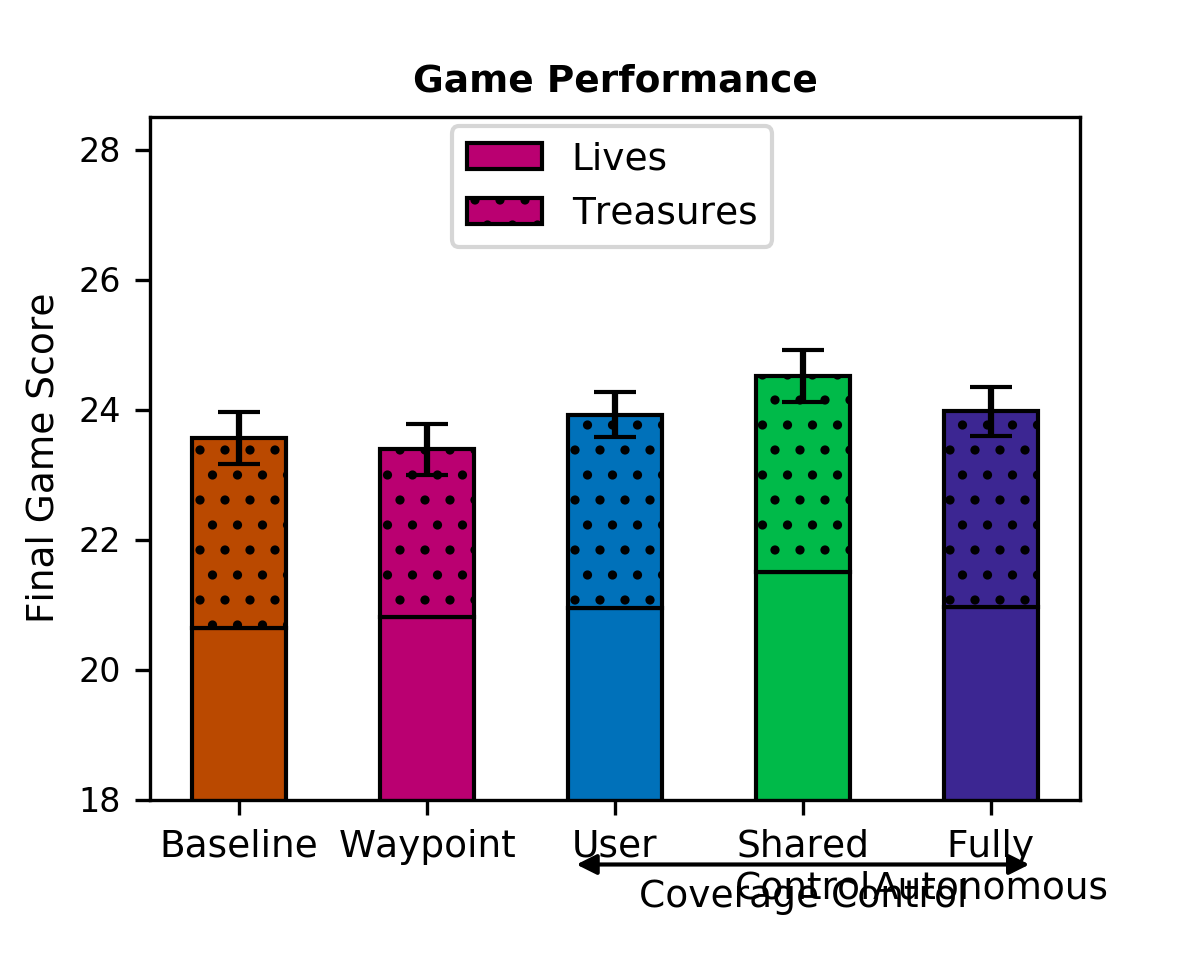 Game Performance
Lives
Treasures
Final Game Score
28
26
24
22
20
18
Baseline Waypoint User Shared Fully
Control Autonomous
Coverage Control